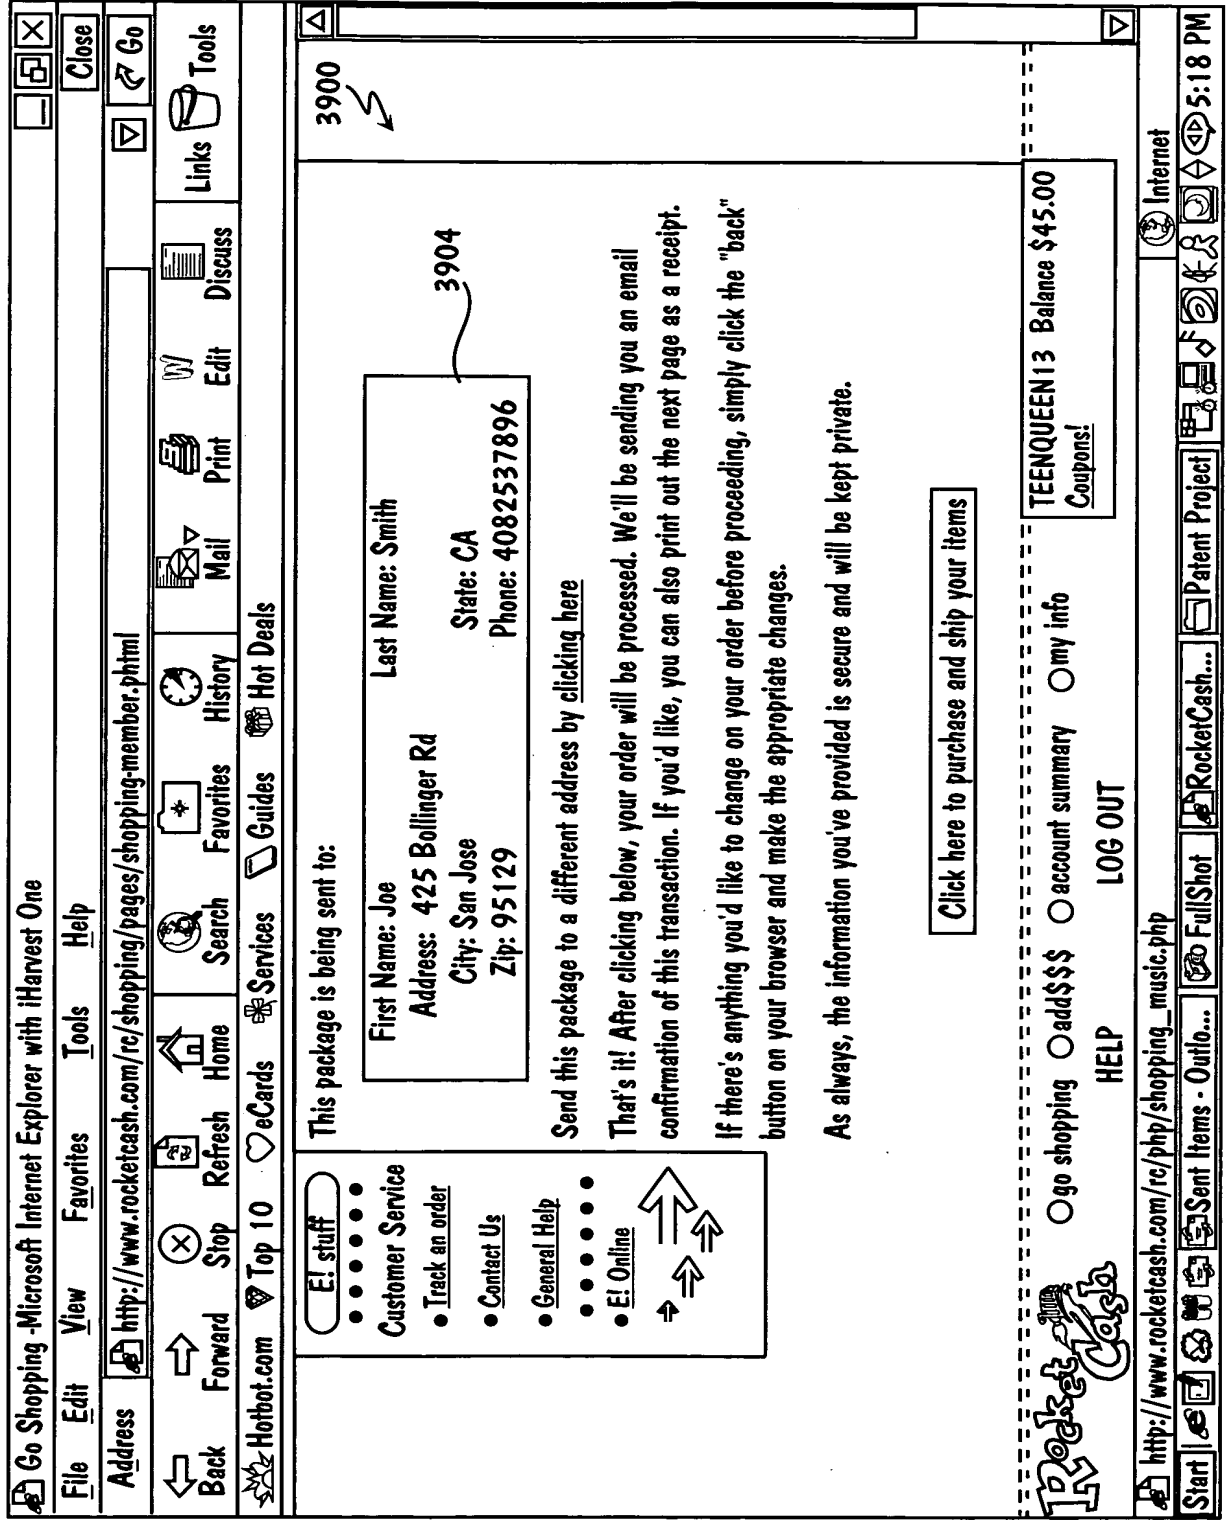 Go Shopping -Microsoft Internet Explorer with iHarvest One
File Edit View Favorites Tools Help Close
Address http://www.rocketcash.com/rc/shopping/pages/shopping-member.phtml Go
Back Forward Stop Refresh Home Search Favorites History Mail Print Edit Discuss Links Tools
Hotbot.com Top 10 eCards Services Guides Hot Deals
3900
E! stuff
Customer Service
• Track an order
• Contact Us
• General Help
• E! Online
This package is being sent to:
First Name: Joe Last Name: Smith
Address: 425 Bollinger Rd
City: San Jose State: CA
Zip: 95129 Phone: 4082537896
3904
Send this package to a different address by clicking here
That's it! After clicking below, your order will be processed. We'll be sending you an email
confirmation of this transaction. If you'd like, you can also print out the next page as a receipt.
If there's anything you'd like to change on your order before proceeding, simply click the "back"
button on your browser and make the appropriate changes.
As always, the information you've provided is secure and will be kept private.
Click here to purchase and ship your items
Rocket Cash
go shopping add$$$ account summary my info
HELP LOG OUT
TEENQUEEN13 Balance $45.00
Coupons!
http://www.rocketcash.com/rc/php/shopping_music.php Internet
Start Sent Items - Outlo... FullShot RocketCash... Patent Project 5:18 PM